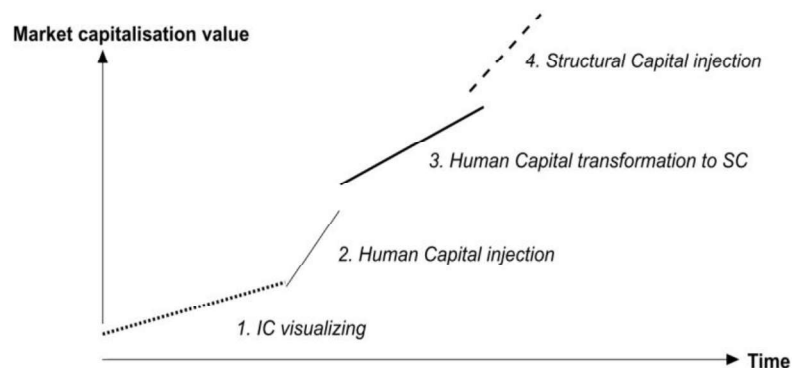 Market capitalisation value
4. Structural Capital injection
3. Human Capital transformation to SC
2. Human Capital injection
1. IC visualizing
Time